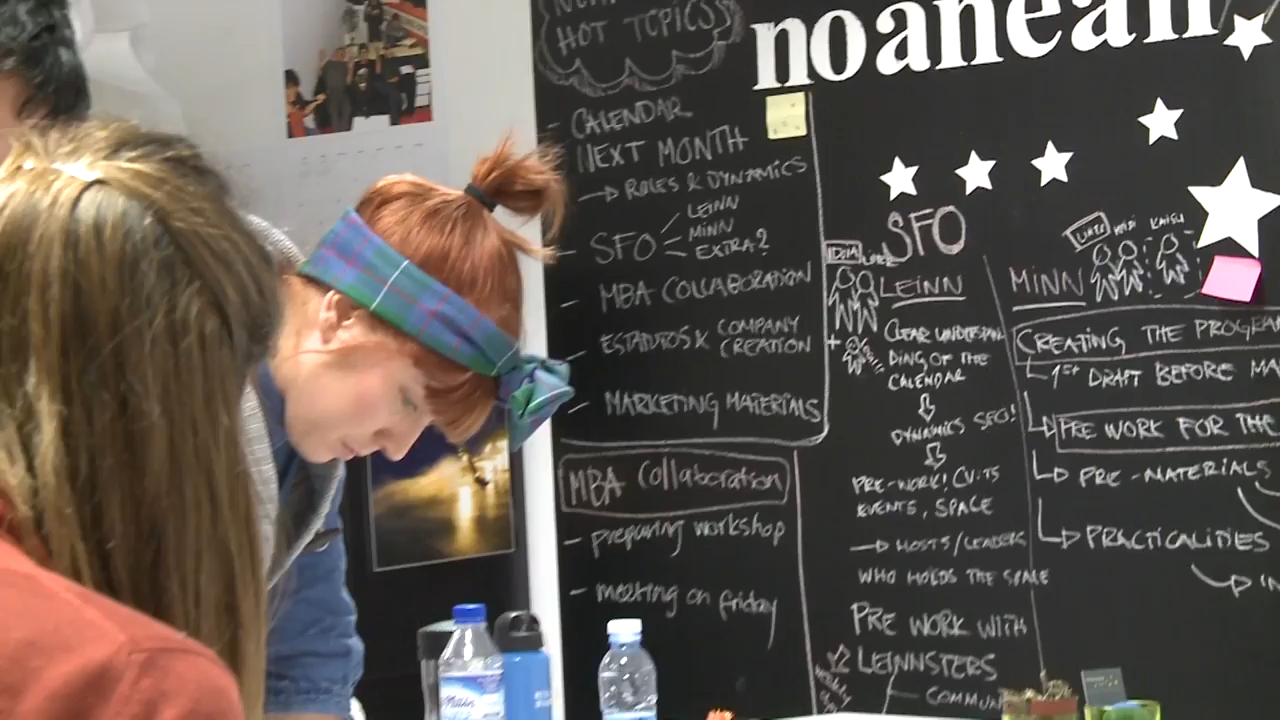 HOT TOPICS
noanean
- CALENDAR
NEXT MONTH
→ ROLES & DYNAMICS
- SFO
LEINN
MINN
EXTRA?
- MBA COLLABORATION
- ESTATUTOS & COMPANY CREATION
- MARKETING MATERIALS
MBA Collaboration
- preparing workshop
- meeting on friday
SFO
LEINN
CLEAR UNDERSTAN
DING OF THE
CALENDAR
DYNAMICS SFO!
PRE-WORK! CV.TS
EVENTS, SPACE
→ HOSTS/LEADERS
WHO HOLDS THE SPACE
PRE WORK WITH
LEINNSTERS
COMMUN
MINN
CREATING THE PROGRAM
1ST DRAFT BEFORE MA
PRE WORK FOR THE
PRE-MATERIALS
PRACTICALITIES